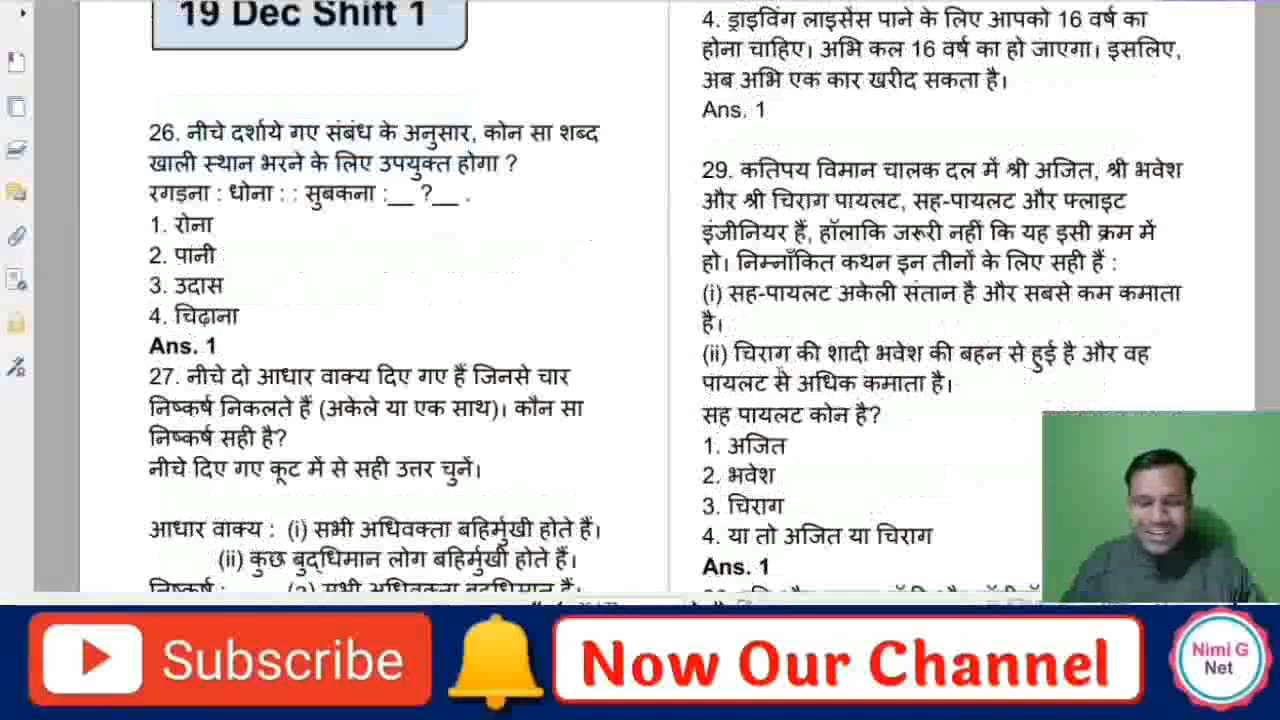 19 Dec Shift 1
26. नीचे दर्शाये गए संबंध के अनुसार, कोन सा शब्द
खाली स्थान भरने के लिए उपयुक्त होगा ?
रगड़ना : धोना : : सुबकना :__ ?__ .
1. रोना
2. पानी
3. उदास
4. चिढ़ाना
Ans. 1
27. नीचे दो आधार वाक्य दिए गए हैं जिनसे चार
निष्कर्ष निकलते हैं (अकेले या एक साथ)। कौन सा
निष्कर्ष सही है?
नीचे दिए गए कूट में से सही उत्तर चुनें।
आधार वाक्य : (i) सभी अधिवक्ता बहिर्मुखी होते हैं।
(ii) कुछ बुद्धिमान लोग बहिर्मुखी होते हैं।
निष्कर्ष : (a) सभी अधिवक्ता बुद्धिमान हैं।
4. ड्राइविंग लाइसेंस पाने के लिए आपको 16 वर्ष का
होना चाहिए। अभि कल 16 वर्ष का हो जाएगा। इसलिए,
अब अभि एक कार खरीद सकता है।
Ans. 1
29. कतिपय विमान चालक दल में श्री अजित, श्री भवेश
और श्री चिराग पायलट, सह-पायलट और फ्लाइट
इंजीनियर हैं, हॉलाकि जरूरी नहीं कि यह इसी क्रम में
हो। निम्नाँकित कथन इन तीनों के लिए सही हैं :
(i) सह-पायलट अकेली संतान है और सबसे कम कमाता
है।
(ii) चिराग की शादी भवेश की बहन से हुई है और वह
पायलट से अधिक कमाता है।
सह पायलट कोन है?
1. अजित
2. भवेश
3. चिराग
4. या तो अजित या चिराग
Ans. 1
Subscribe
Now Our Channel
Nimi G
Net